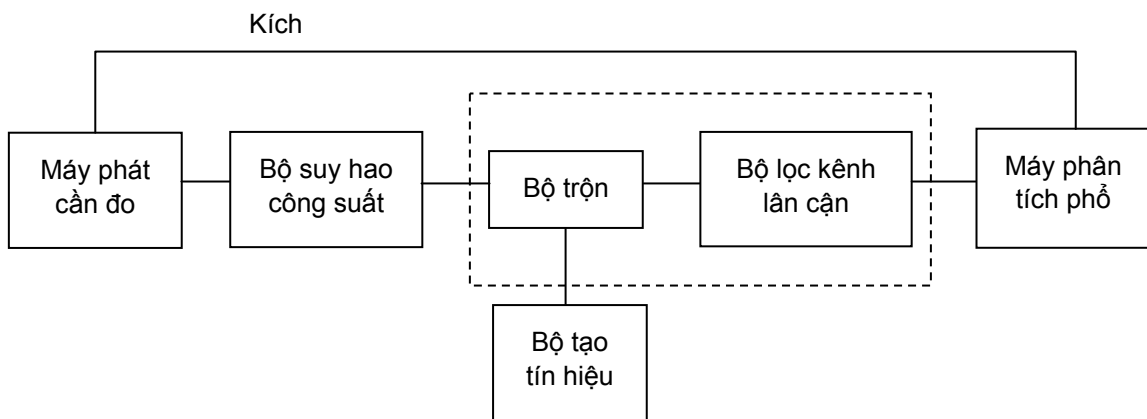 Kích
Máy phát
cần đo
Bộ suy hao
công suất
Bộ trộn
Bộ lọc kênh
lân cận
Máy phân
tích phổ
Bộ tạo
tín hiệu